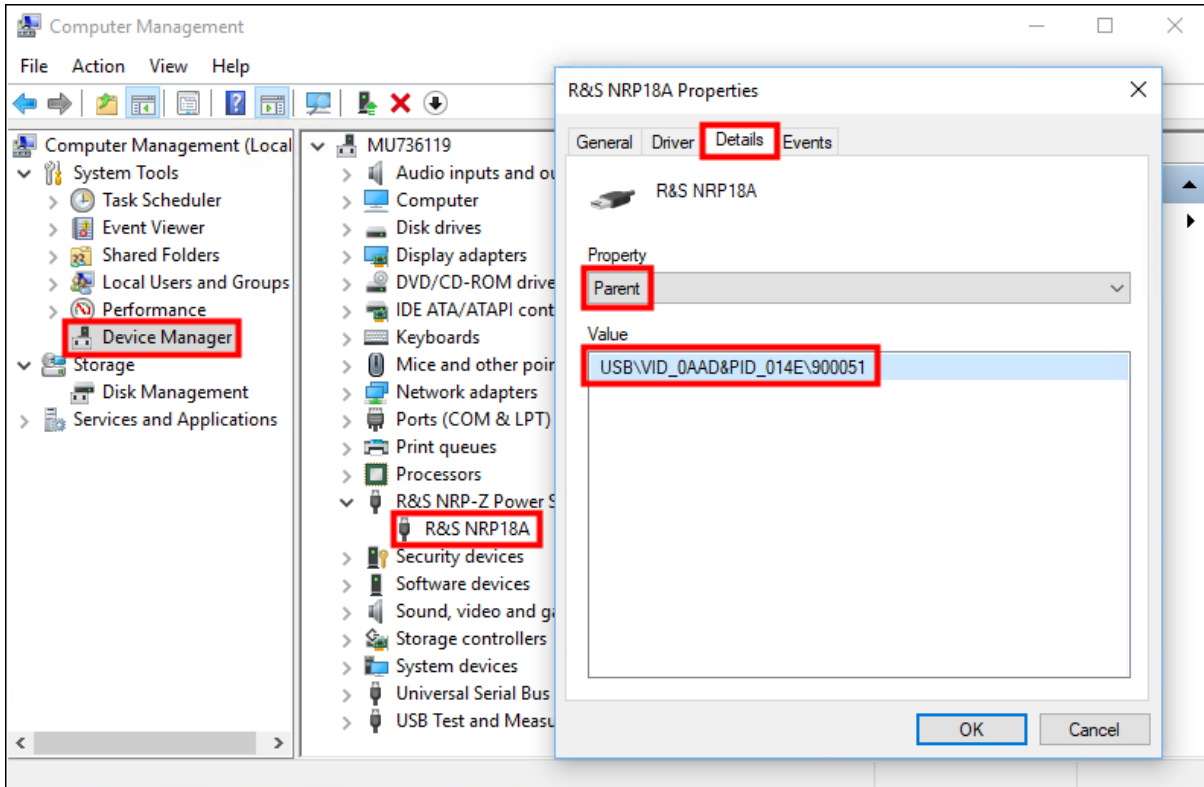 Computer Management
File Action View Help
Computer Management (Local
System Tools
Task Scheduler
Event Viewer
Shared Folders
Local Users and Groups
Performance
Device Manager
Storage
Disk Management
Services and Applications
MU736119
Audio inputs and ou
Computer
Disk drives
Display adapters
DVD/CD-ROM drive
IDE ATA/ATAPI cont
Keyboards
Mice and other poin
Network adapters
Ports (COM & LPT)
Print queues
Processors
R&S NRP-Z Power S
R&S NRP18A
Security devices
Software devices
Sound, video and ga
Storage controllers
System devices
Universal Serial Bus
USB Test and Measu
R&S NRP18A Properties
General Driver Details Events
R&S NRP18A
Property
Parent
Value
USB\VID_0AAD&PID_014E\900051
OK Cancel